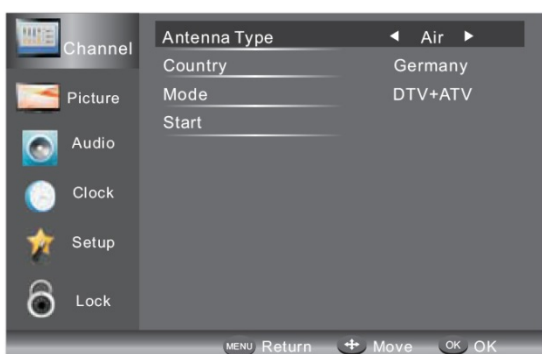 Channel
Picture
Audio
Clock
Setup
Lock
Antenna Type Air
Country Germany
Mode DTV+ATV
Start
MENU Return Move OK OK